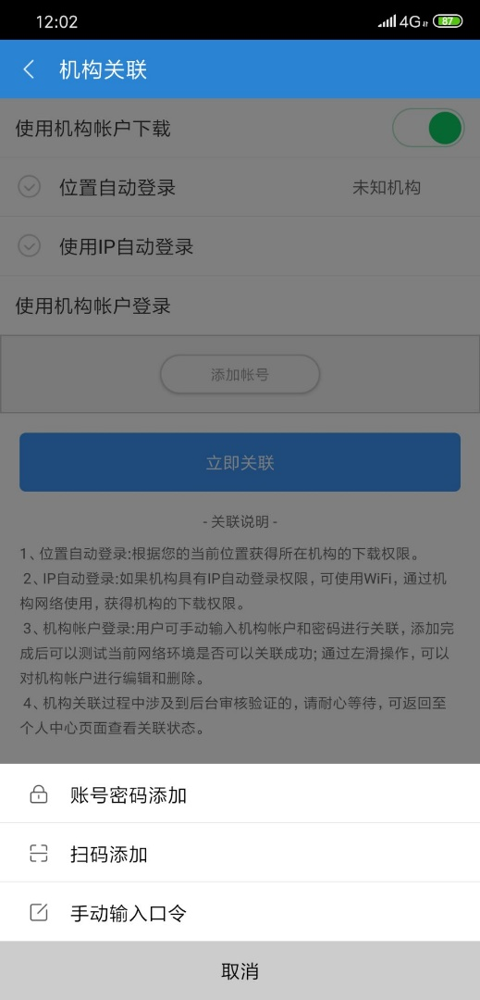 12:02 4G 87
机构关联
使用机构帐户下载
位置自动登录 未知机构
使用IP自动登录
使用机构帐户登录
添加帐号
立即关联
- 关联说明 -
1、位置自动登录:根据您的当前位置获得所在机构的下载权限。
2、IP自动登录:如果机构具有IP自动登录权限，可使用WiFi，通过机
构网络使用，获得机构的下载权限。
3、机构帐户登录:用户可手动输入机构帐户和密码进行关联，添加完
成后可以测试当前网络环境是否可以关联成功; 通过左滑操作，可以
对机构帐户进行编辑和删除。
4、机构关联过程中涉及到后台审核验证的，请耐心等待，可返回至
个人中心页面查看关联状态。
账号密码添加
扫码添加
手动输入口令
取消